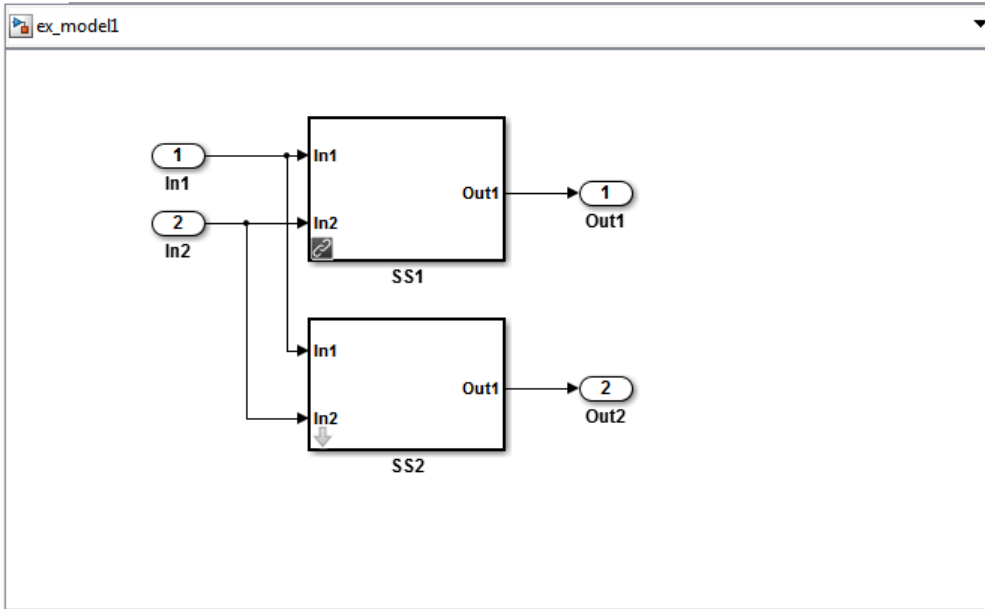 ex_model1
1
In1
2
In2
In1
In2
Out1
SS1
1
Out1
In1
In2
Out1
SS2
2
Out2